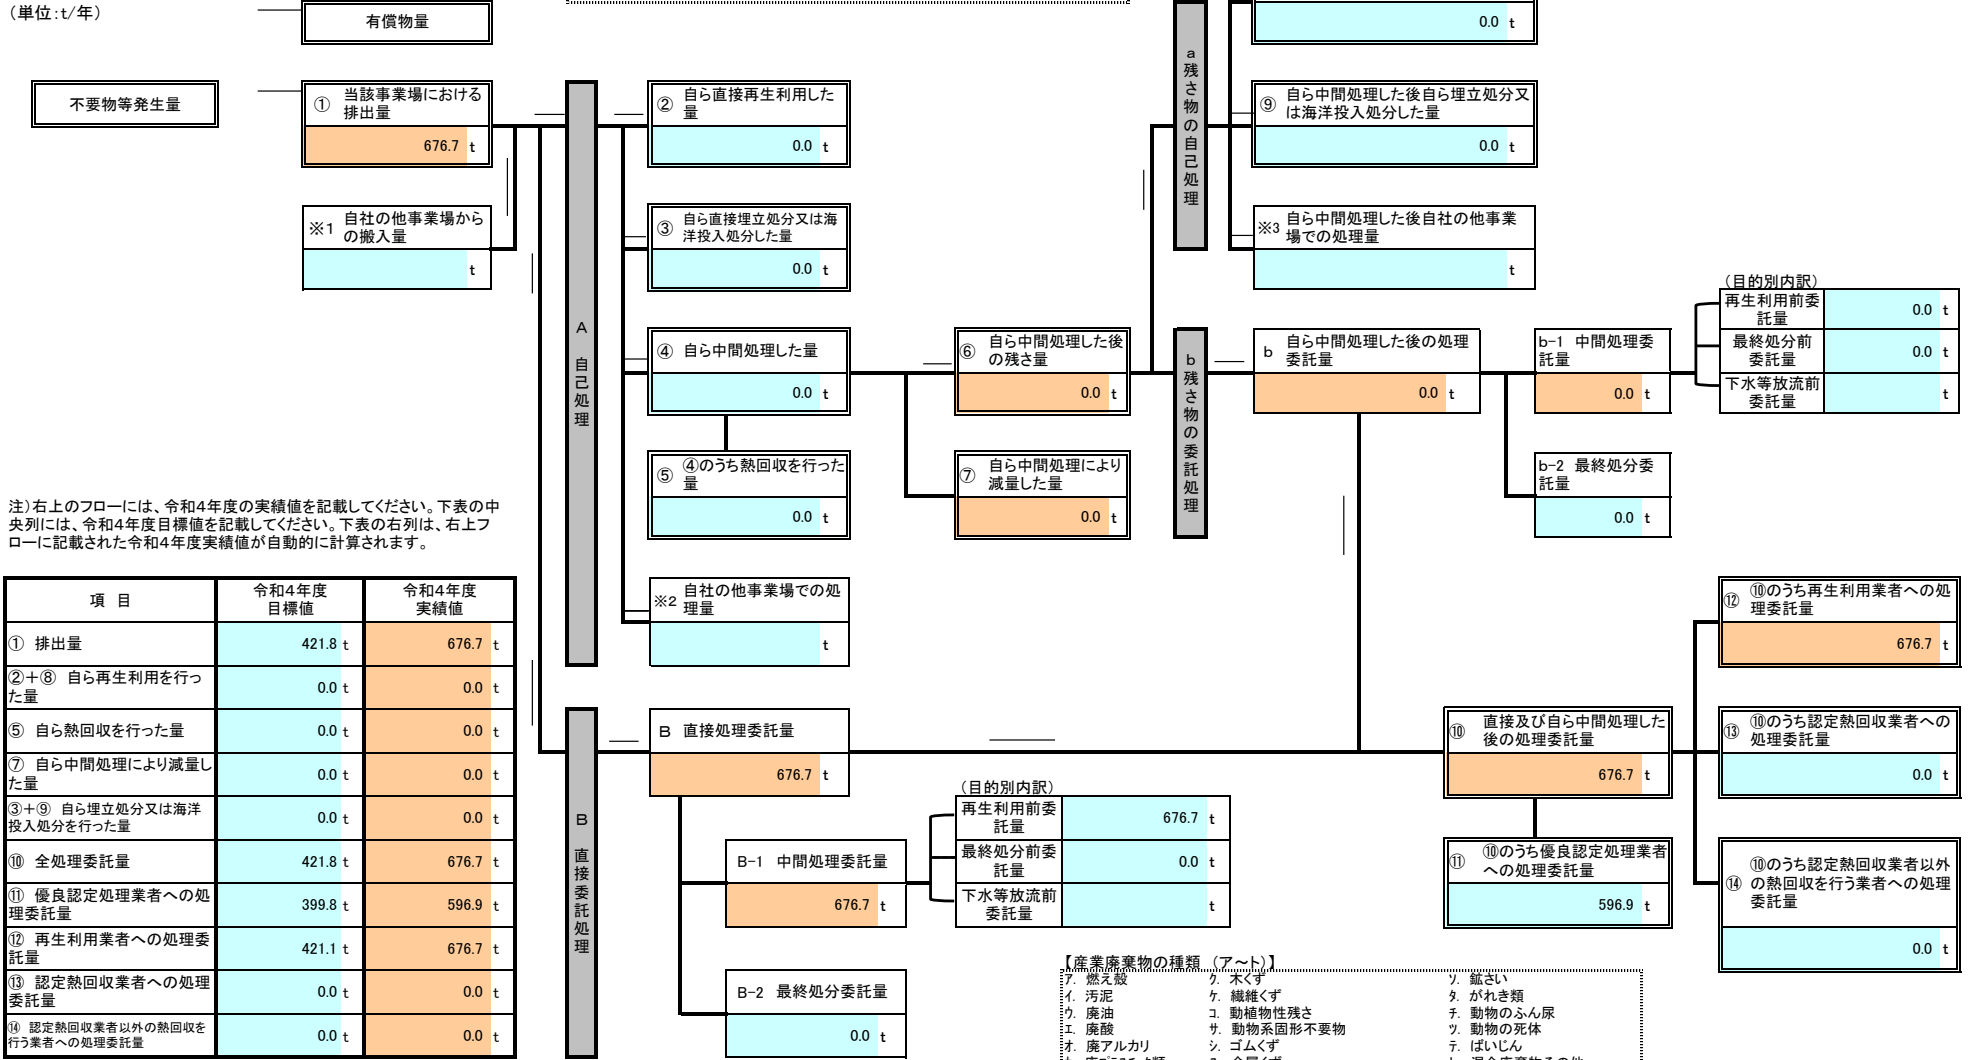 （単位：t/年）
有償物量
0.0 t
不要物等発生量
① 当該事業場における
排出量
676.7 t
※1 自社の他事業場から
の搬入量
t
A 自己処理
② 自ら直接再生利用した
量
0.0 t
③ 自ら直接埋立処分又は海
洋投入処分した量
0.0 t
④ 自ら中間処理した量
0.0 t
⑤ ④のうち熱回収を行った
量
0.0 t
※2 自社の他事業場での処
理量
t
⑥ 自ら中間処理した後
の残さ量
0.0 t
⑦ 自ら中間処理により
減量した量
0.0 t
a 残さ物の自己処理
⑨ 自ら中間処理した後自ら埋立処分又
は海洋投入処分した量
0.0 t
※3 自ら中間処理した後自社の他事業
場での処理量
t
b 残さ物の委託処理
b 自ら中間処理した後の処理
委託量
0.0 t
b-1 中間処理委
託量
0.0 t
b-2 最終処分委
託量
0.0 t
（目的別内訳）
再生利用前委
託量
0.0 t
最終処分前
委託量
0.0 t
下水等放流前
委託量
t
注）右上のフローには、令和4年度の実績値を記載してください。下表の中
央列には、令和4年度目標値を記載してください。下表の右列は、右上フ
ローに記載された令和4年度実績値が自動的に計算されます。
項 目
令和4年度
目標値
令和4年度
実績値
① 排出量 421.8 t 676.7 t
②＋⑧ 自ら再生利用を行っ
た量
0.0 t 0.0 t
⑤ 自ら熱回収を行った量 0.0 t 0.0 t
⑦ 自ら中間処理により減量し
た量
0.0 t 0.0 t
③＋⑨ 自ら埋立処分又は海洋
投入処分を行った量
0.0 t 0.0 t
⑩ 全処理委託量 421.8 t 676.7 t
⑪ 優良認定処理業者への処
理委託量
399.8 t 596.9 t
⑫ 再生利用業者への処理委
託量
421.1 t 676.7 t
⑬ 認定熱回収業者への処理
委託量
0.0 t 0.0 t
⑭ 認定熱回収業者以外の熱回収を
行う業者への処理委託量
0.0 t 0.0 t
B 直接委託処理
B 直接処理委託量
676.7 t
B-1 中間処理委託量
676.7 t
B-2 最終処分委託量
0.0 t
（目的別内訳）
再生利用前委
託量
676.7 t
最終処分前委
託量
0.0 t
下水等放流前
委託量
t
⑩ 直接及び自ら中間処理した
後の処理委託量
676.7 t
⑪ ⑩のうち優良認定処理業者
への処理委託量
596.9 t
⑫ ⑩のうち再生利用業者への処
理委託量
676.7 t
⑬ ⑩のうち認定熱回収業者への
処理委託量
0.0 t
⑭ ⑩のうち認定熱回収業者以外
の熱回収を行う業者への処理
委託量
0.0 t
【産業廃棄物の種類 （ア～ト）】
ｱ. 燃え殻 ｸ. 木くず ｿ. 鉱さい
ｲ. 汚泥 ｹ. 繊維くず ﾀ. がれき類
ｳ. 廃油 ｺ. 動植物性残さ ﾁ. 動物のふん尿
ｴ. 廃酸 ｻ. 動物系固形不要物 ﾂ. 動物の死体
ｵ. 廃アルカリ ｼ. ゴムくず ﾃ. ばいじん